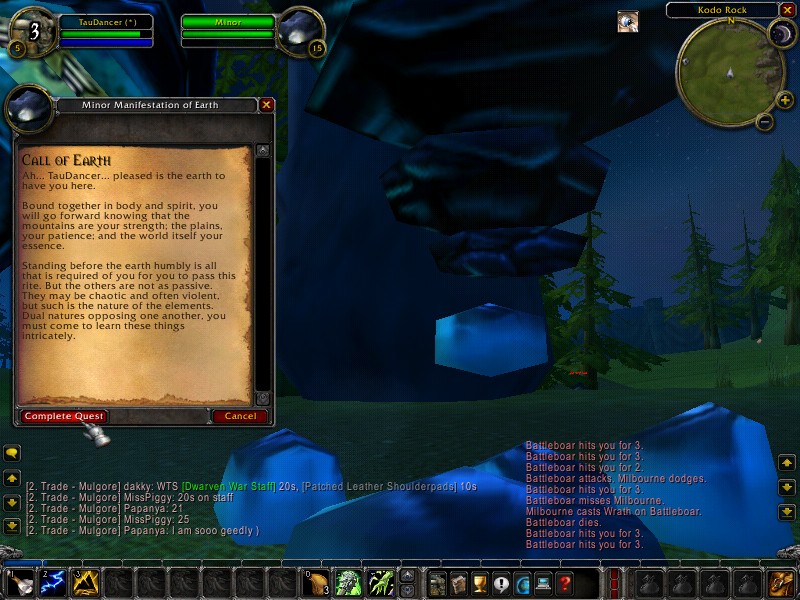 TauDancer (*)
3
5
Minor
15
Kodo Rock
N
Minor Manifestation of Earth
Call of Earth
Ah... TauDancer... pleased is the earth to
have you here.
Bound together in body and spirit, you
will go forward knowing that the
mountains are your strength; the plains,
your patience; and the world itself your
essence.
Standing before the earth humbly is all
that is required of you for you to pass this
rite. But the others are not as passive.
They may be chaotic and often violent,
but such is the nature of the elements.
Dual natures opposing one another, you
must come to learn these things
intricately.
Complete Quest
Cancel
[2. Trade - Mulgore] dakky: WTS [Dwarven War Staff] 20s, [Patched Leather Shoulderpads] 10s
[2. Trade - Mulgore] MissPiggy: 20s on staff
[2. Trade - Mulgore] Papanya: 21
[2. Trade - Mulgore] MissPiggy: 25
[2. Trade - Mulgore] Papanya: I am sooo geedly )
Battleboar hits you for 3.
Battleboar hits you for 3.
Battleboar hits you for 2.
Battleboar attacks. Milbourne dodges.
Battleboar hits you for 3.
Battleboar misses Milbourne.
Milbourne casts Wrath on Battleboar.
Battleboar dies.
Battleboar hits you for 3.
Battleboar hits you for 3.
1
2
3
0
3